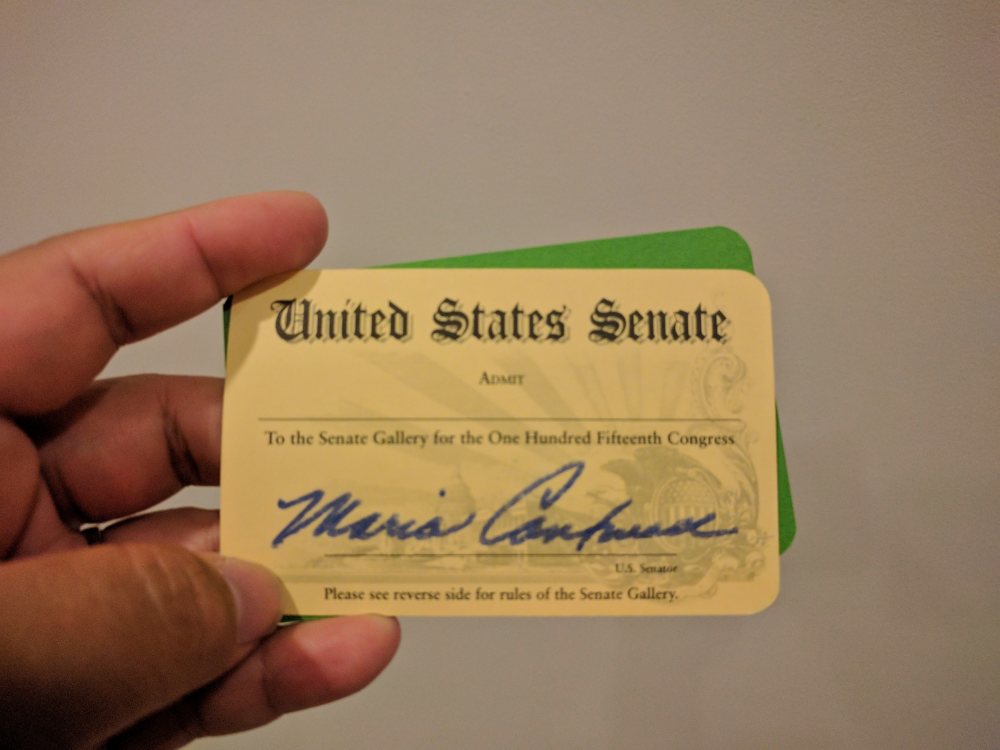 United States Senate
ADMIT
To the Senate Gallery for the One Hundred Fifteenth Congress
Maria Cantwell
U.S. Senator
Please see reverse side for rules of the Senate Gallery.